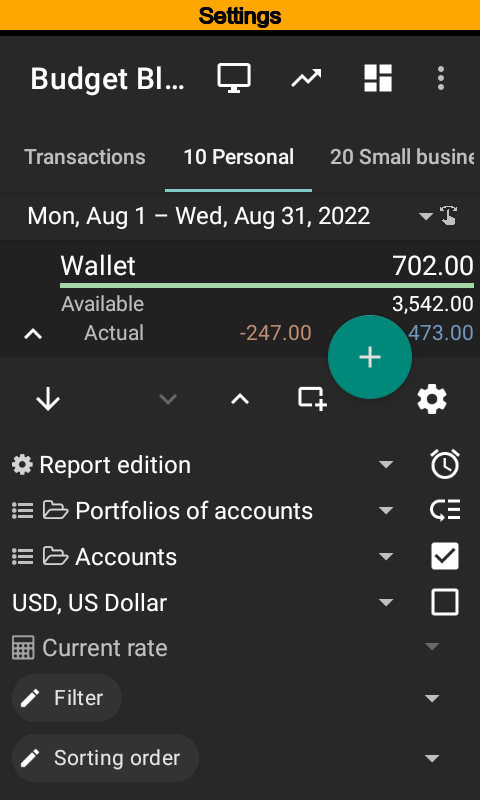 Settings
Budget Bl...
Transactions 10 Personal 20 Small busine
Mon, Aug 1 – Wed, Aug 31, 2022
Wallet 702.00
Available 3,542.00
Actual -247.00 473.00
Report edition
Portfolios of accounts
Accounts
USD, US Dollar
Current rate
Filter
Sorting order